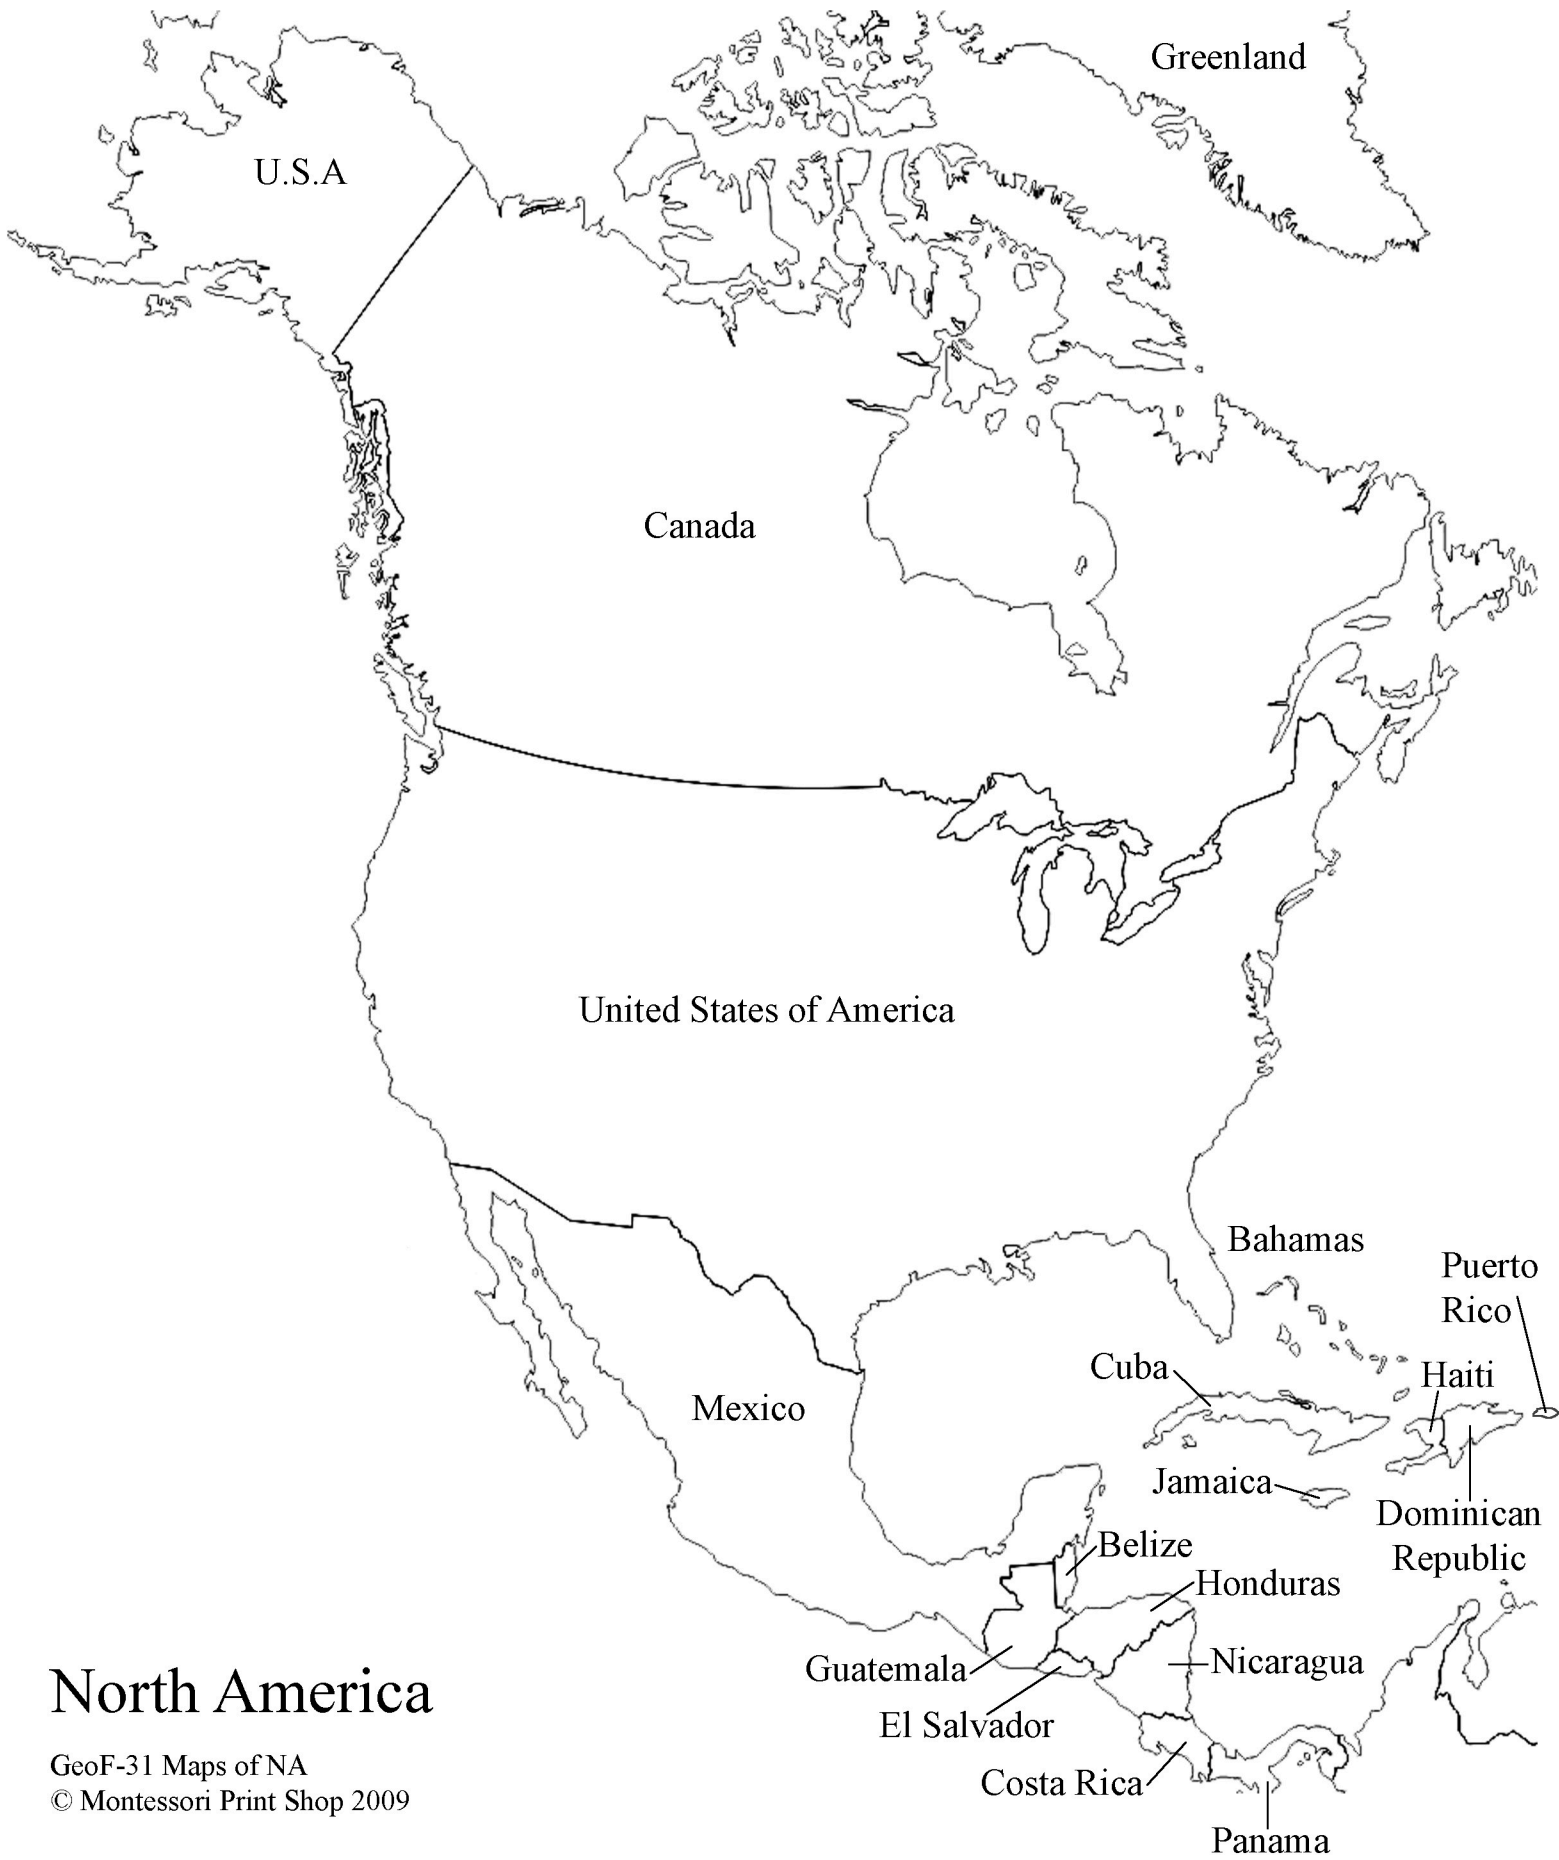 Greenland
U.S.A
Canada
United States of America
Bahamas
Puerto
Rico
Cuba
Haiti
Mexico
Jamaica
Dominican
Republic
Belize
Honduras
Guatemala
Nicaragua
El Salvador
Costa Rica
Panama
North America
GeoF-31 Maps of NA
© Montessori Print Shop 2009